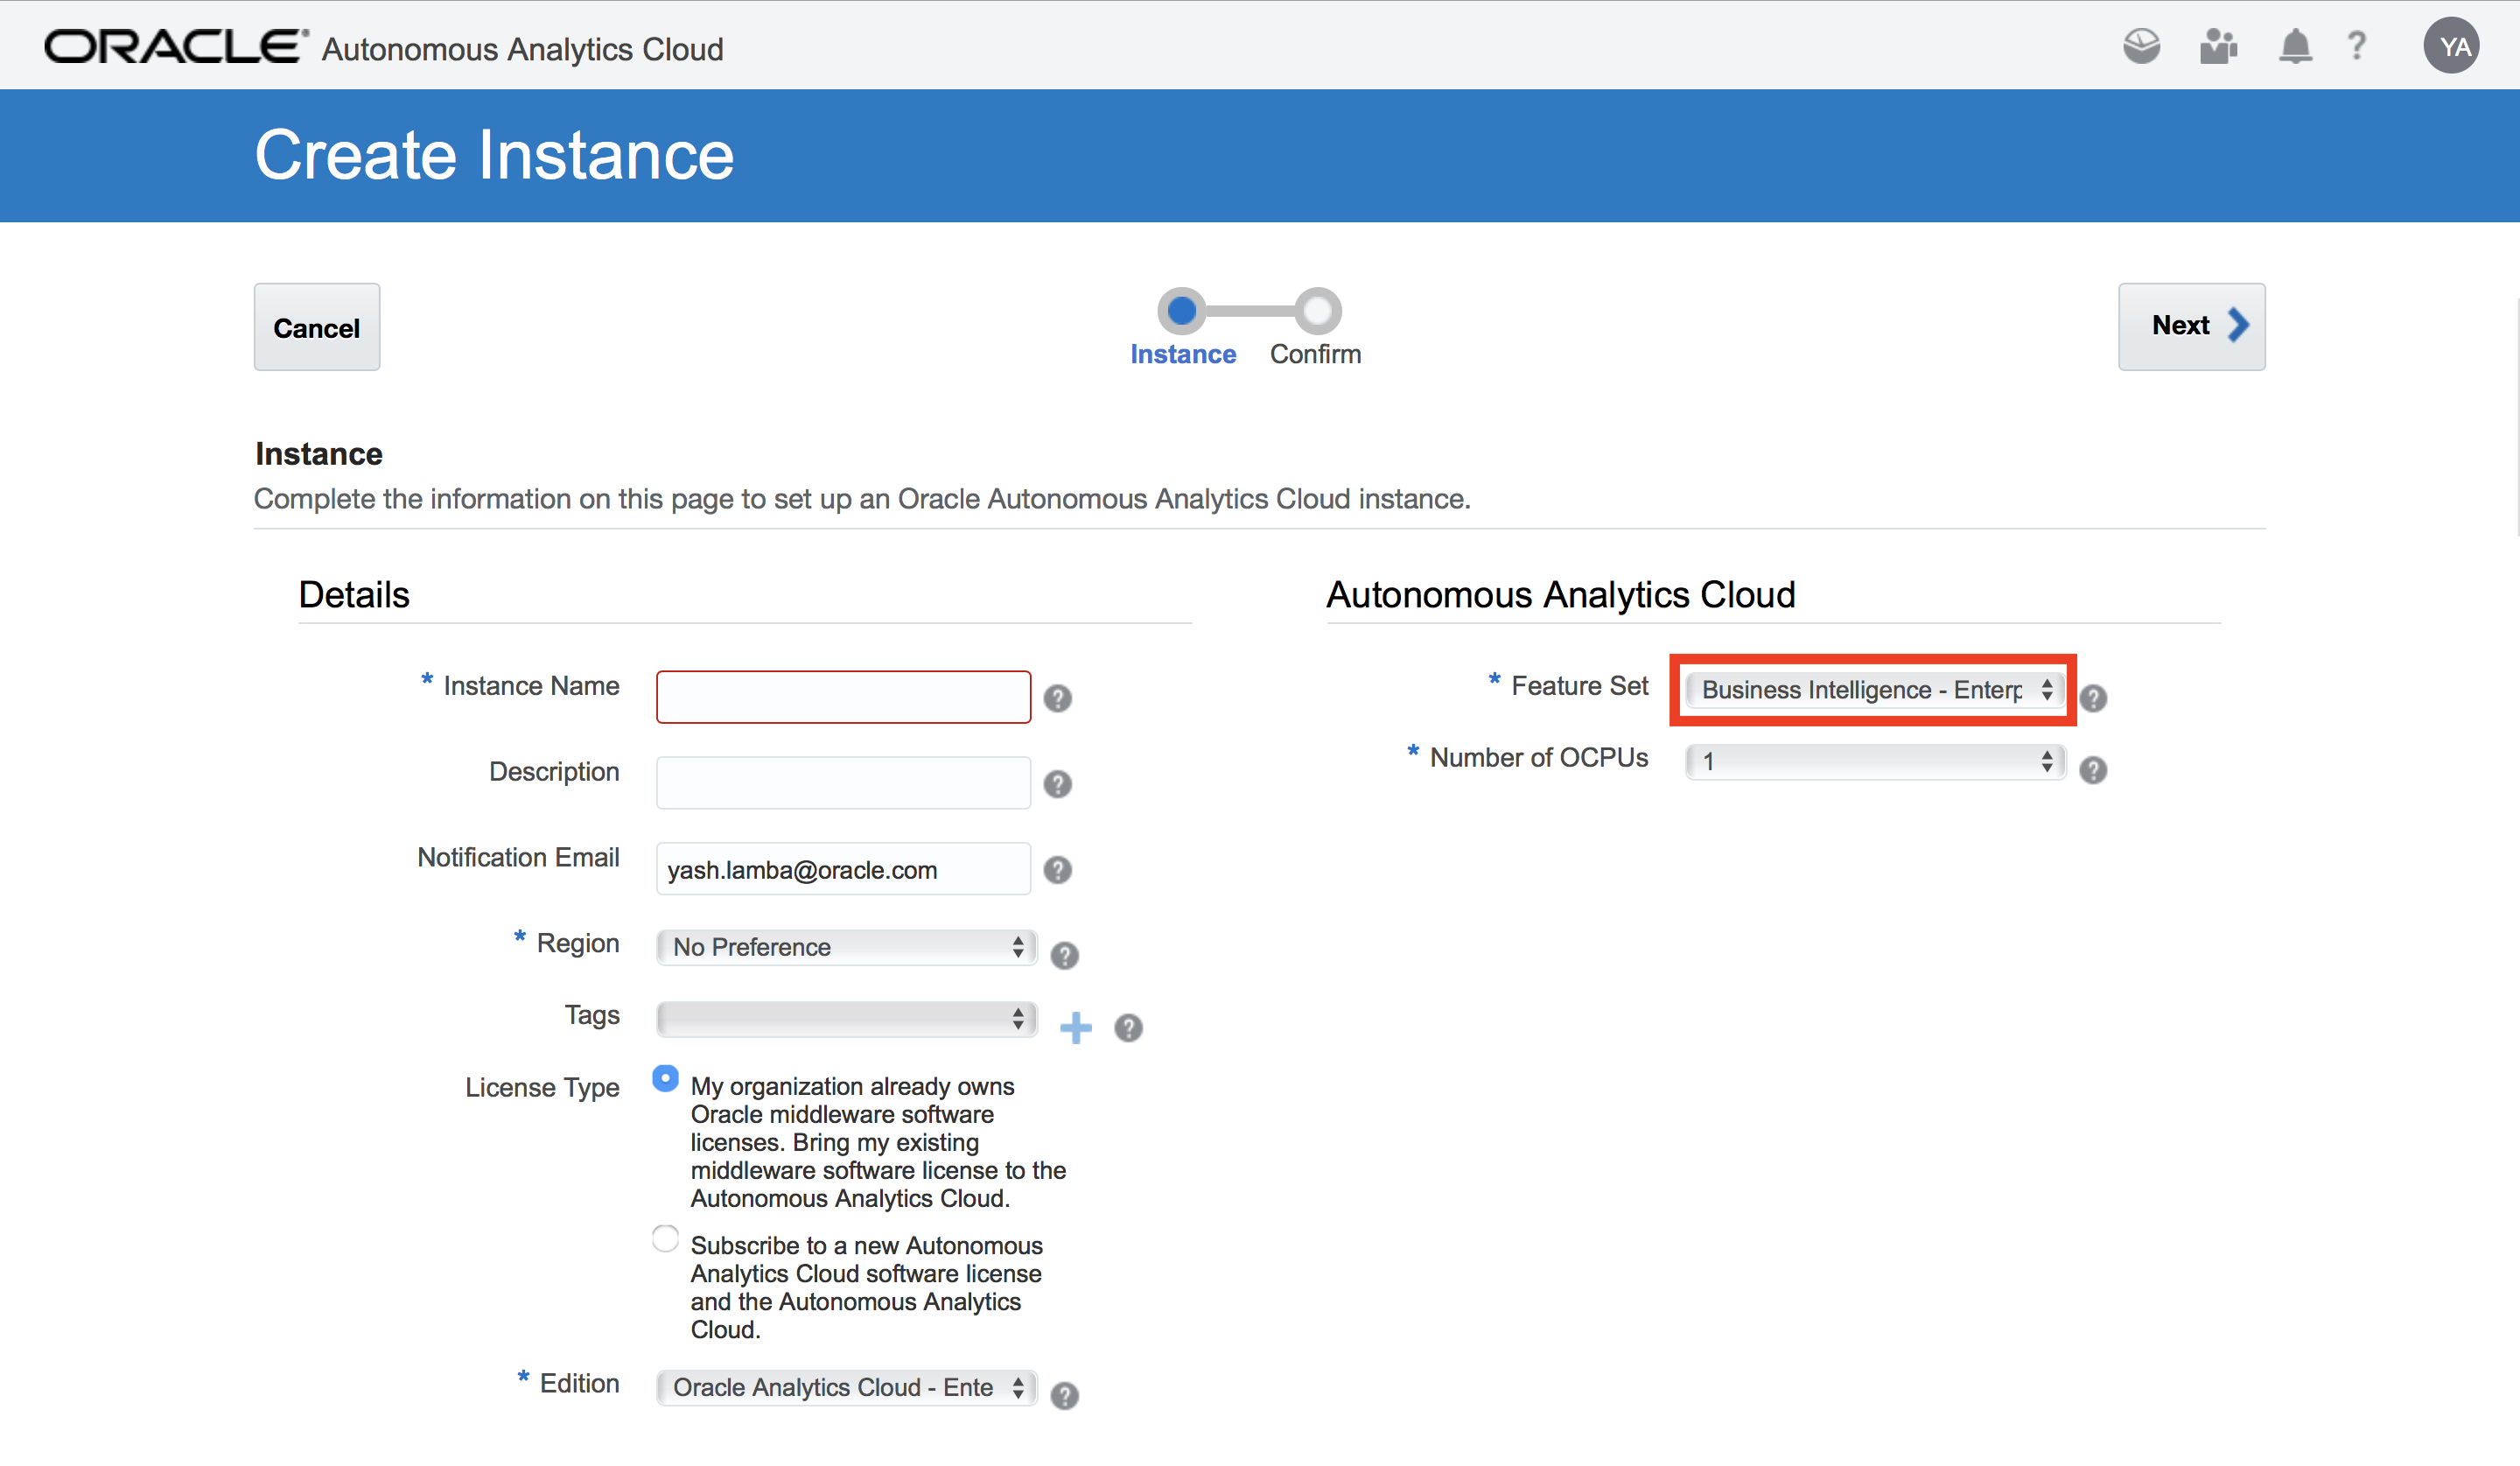 ORACLE® Autonomous Analytics Cloud
? YA
Create Instance
Cancel
Next
Instance Confirm
Instance
Complete the information on this page to set up an Oracle Autonomous Analytics Cloud instance.
Details
* Instance Name ?
Description ?
Notification Email yash.lamba@oracle.com ?
* Region No Preference ?
Tags + ?
License Type My organization already owns
Oracle middleware software
licenses. Bring my existing
middleware software license to the
Autonomous Analytics Cloud.
Subscribe to a new Autonomous
Analytics Cloud software license
and the Autonomous Analytics
Cloud.
* Edition Oracle Analytics Cloud - Ente ?
Autonomous Analytics Cloud
* Feature Set Business Intelligence - Enterp ?
* Number of OCPUs 1 ?